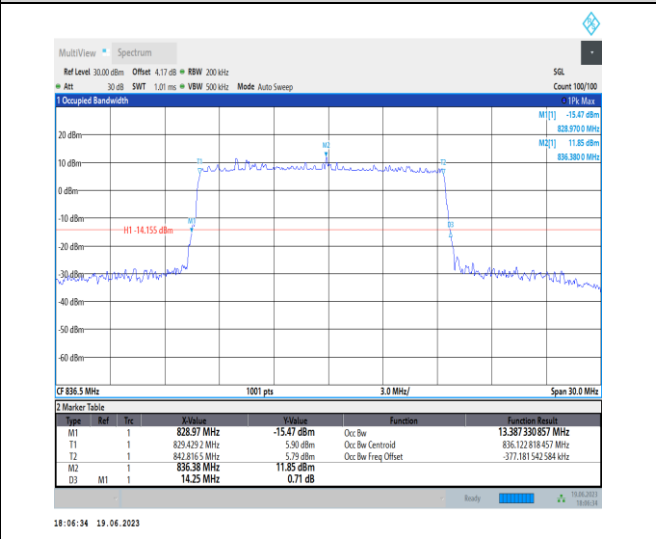 MultiView Spectrum
Ref Level 30.00 dBm Offset 4.17 dB RBW 200 kHz SGL
Att 30 dB SWT 1.01 ms VBW 500 kHz Mode Auto Sweep Count 100/100
1 Occupied Bandwidth 1Pk Max
M1[1] -15.47 dBm
828.970 0 MHz
M2[1] 11.85 dBm
836.380 0 MHz
20 dBm
M2
10 dBm
T1 T2
0 dBm
-10 dBm
M1 D3
H1 -14.155 dBm
-20 dBm
-30 dBm
-40 dBm
-50 dBm
-60 dBm
CF 836.5 MHz 1001 pts 3.0 MHz/ Span 30.0 MHz
2 Marker Table
Type Ref Trc X-Value Y-Value Function Function Result
M1 1 828.97 MHz -15.47 dBm Occ Bw 13.387 330 857 MHz
T1 1 829.429 2 MHz 5.90 dBm Occ Bw Centroid 836.122 818 457 MHz
T2 1 842.816 5 MHz 5.79 dBm Occ Bw Freq Offset -377.181 542 584 kHz
M2 1 836.38 MHz 11.85 dBm
D3 M1 1 14.25 MHz 0.71 dB
Ready 19.06.2023
18:06:34
18:06:34 19.06.2023